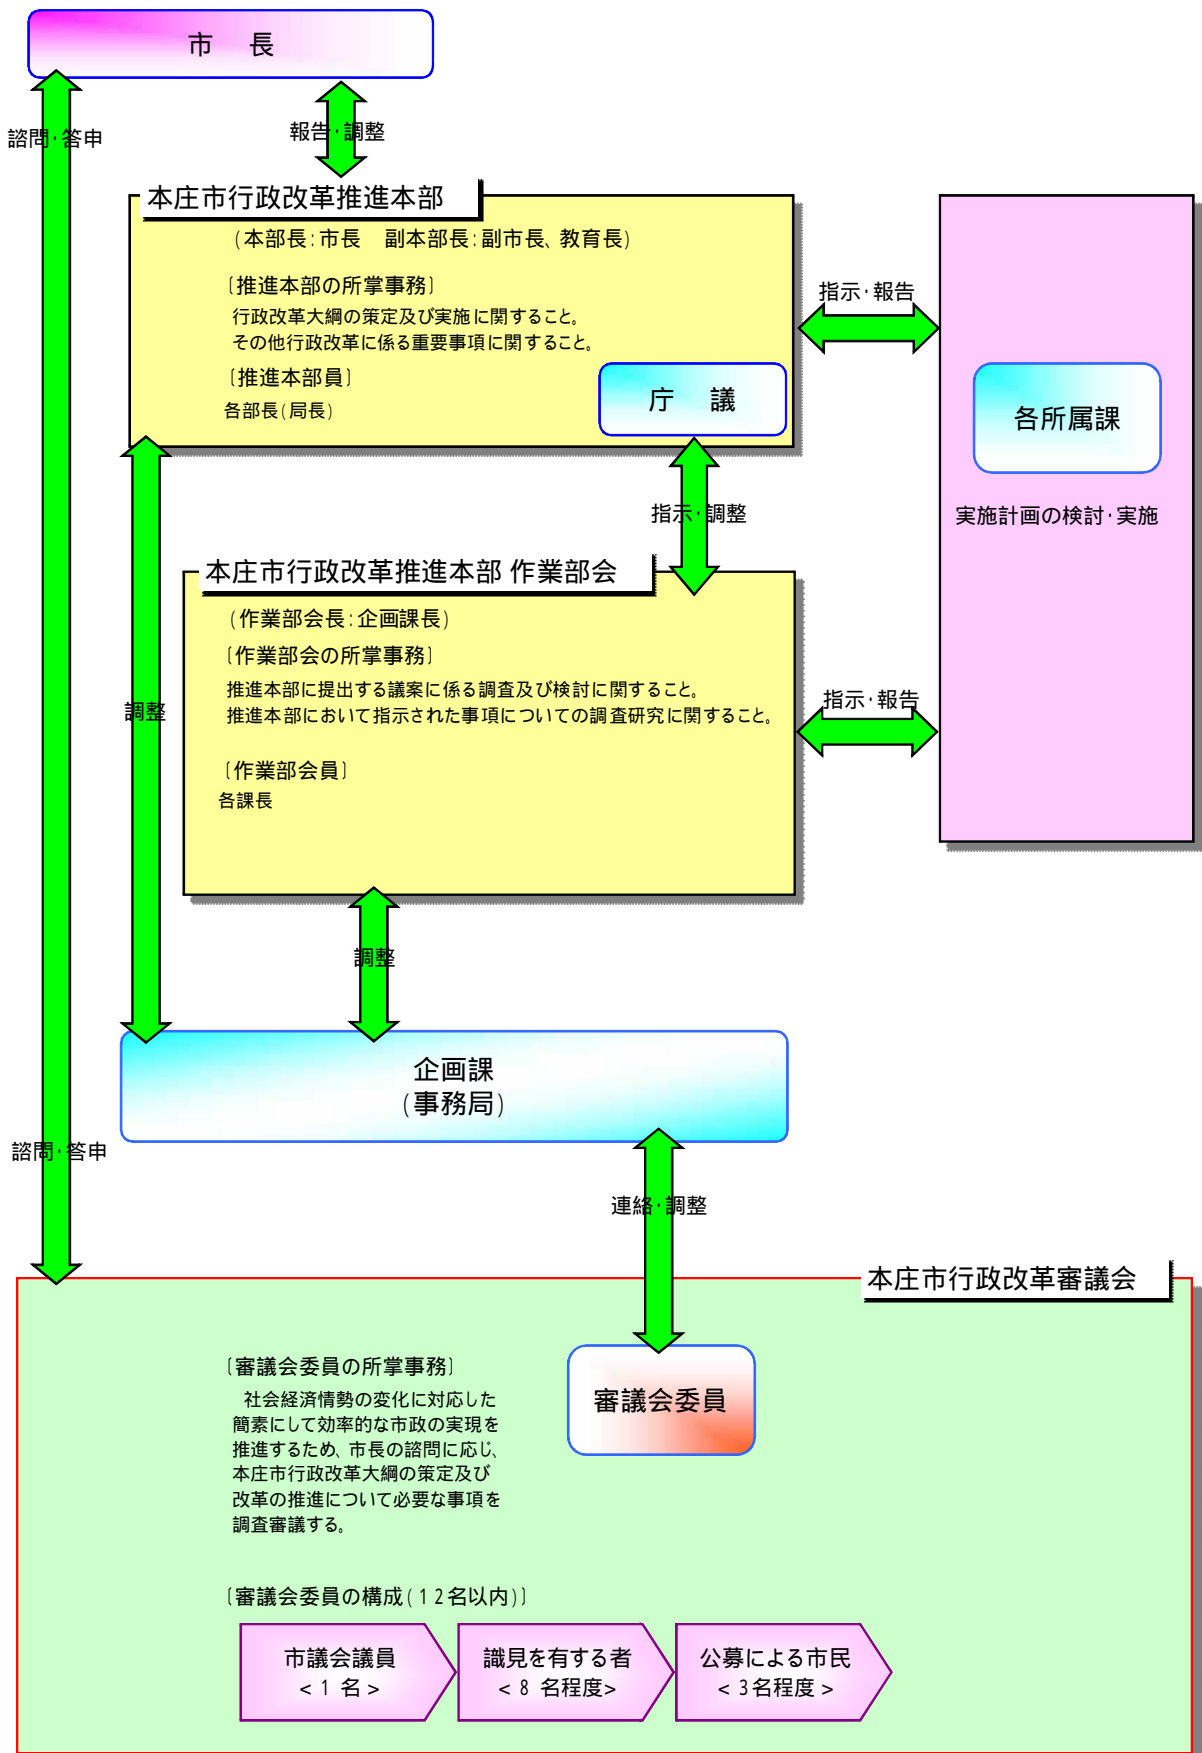 市　長
諮問・答申
報告・調整
本庄市行政改革推進本部
(本部長：市長　副本部長：副市長、教育長)
〔推進本部の所掌事務〕
行政改革大綱の策定及び実施に関すること。
その他行政改革に係る重要事項に関すること。
〔推進本部員〕
各部長(局長)
庁　議
指示・報告
各所属課
実施計画の検討・実施
指示・調整
本庄市行政改革推進本部 作業部会
(作業部会長：企画課長)
〔作業部会の所掌事務〕
推進本部に提出する議案に係る調査及び検討に関すること。
推進本部において指示された事項についての調査研究に関すること。
〔作業部会員〕
各課長
指示・報告
調整
調整
企画課
(事務局)
諮問・答申
連絡・調整
本庄市行政改革審議会
〔審議会委員の所掌事務〕
社会経済情勢の変化に対応した
簡素にして効率的な市政の実現を
推進するため、市長の諮問に応じ、
本庄市行政改革大綱の策定及び
改革の推進について必要な事項を
調査審議する。
審議会委員
〔審議会委員の構成(12名以内)〕
市議会議員
<1 名>
識見を有する者
<8 名程度>
公募による市民
<3名程度>